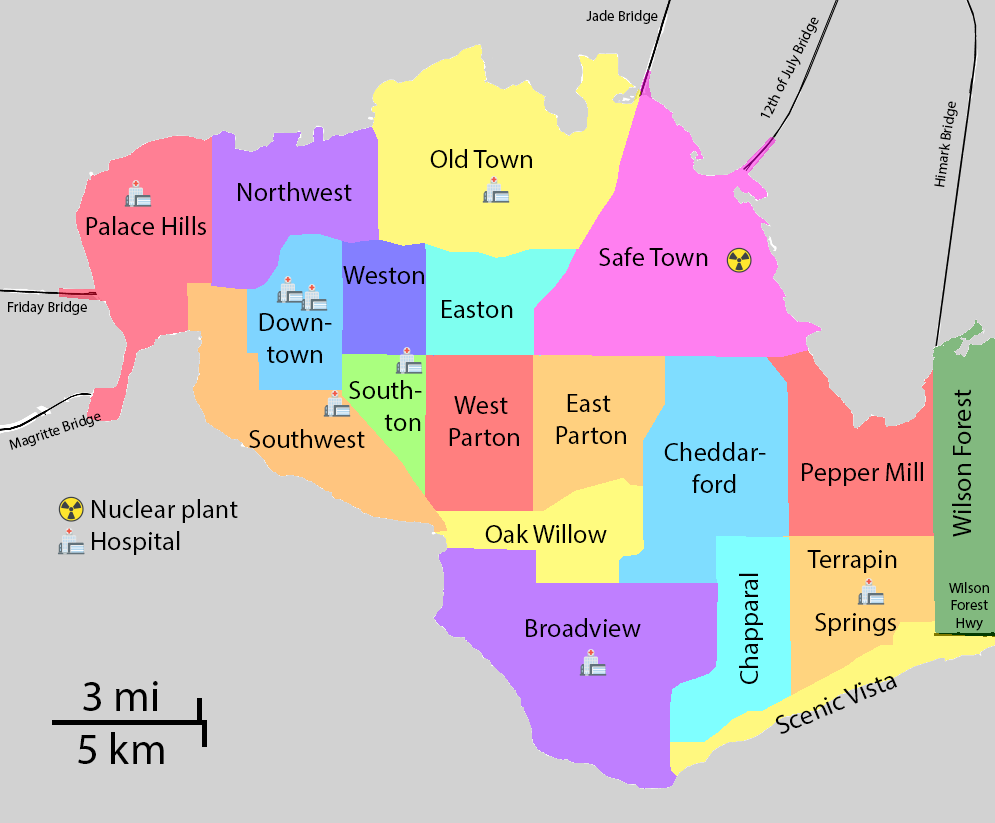 Jade Bridge
12th of July Bridge
Himark Bridge
Old Town
Northwest
Palace Hills
Safe Town
Weston
Easton
Friday Bridge
Down-
town
South-
ton
West
Parton
East
Parton
Magritte Bridge
Southwest
Cheddar-
ford
Pepper Mill
Wilson Forest
Nuclear plant
Hospital
Oak Willow
Terrapin
Springs
Wilson
Forest
Hwy
Broadview
Chapparal
Scenic Vista
3 mi
5 km